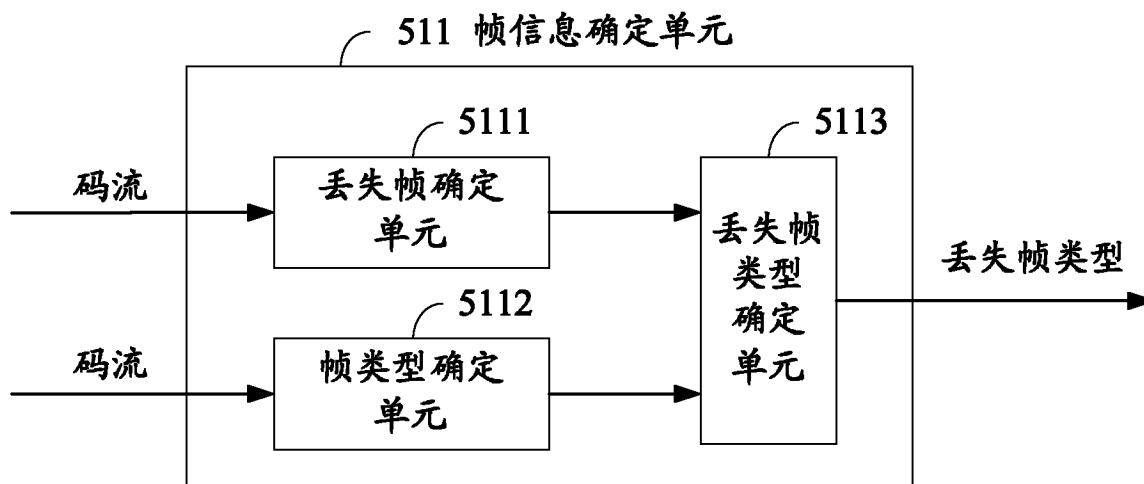 511 帧信息确定单元
5111
5113
码流
丢失帧确定
单元
丢失帧
类型
确定
单元
丢失帧类型
5112
码流
帧类型确定
单元